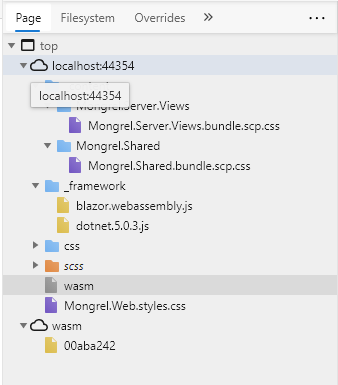 Page Filesystem Overrides
top
localhost:44354
localhost:44354
Mongrel.Server.Views
Mongrel.Server.Views.bundle.scp.css
Mongrel.Shared
Mongrel.Shared.bundle.scp.css
_framework
blazor.webassembly.js
dotnet.5.0.3.js
css
scss
wasm
Mongrel.Web.styles.css
wasm
00aba242